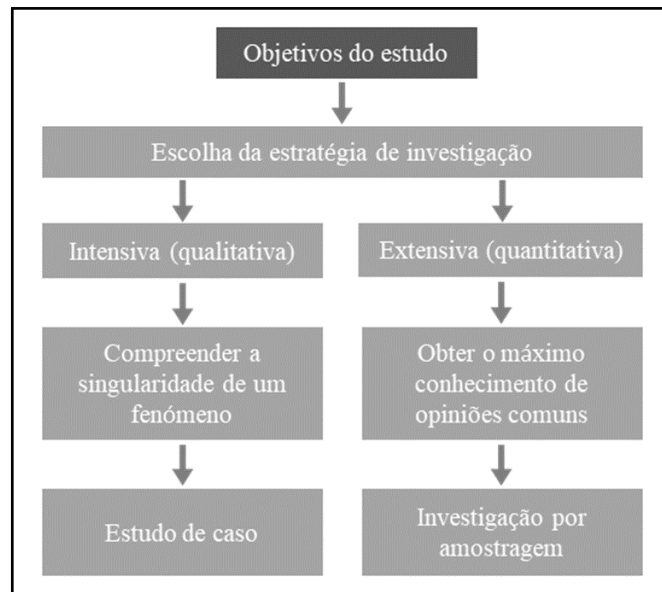 Objetivos do estudo
Escolha da estratégia de investigação
Intensiva (qualitativa)
Extensiva (quantitativa)
Compreender a
singularidade de um
fenómeno
Obter o máximo
conhecimento de
opiniões comuns
Estudo de caso
Investigação por
amostragem